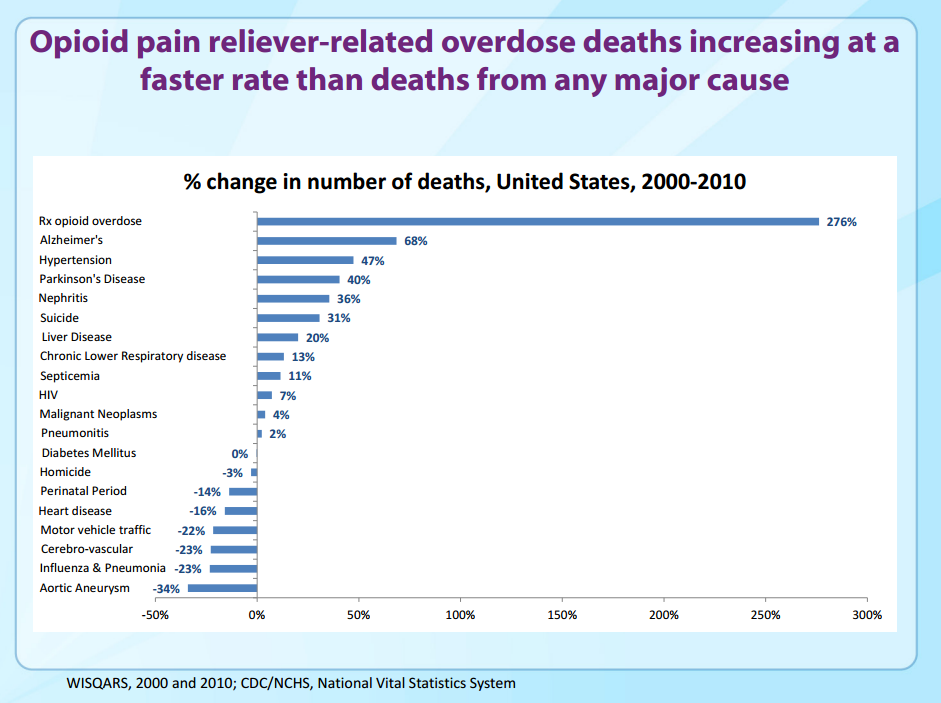 Opioid pain reliever-related overdose deaths increasing at a
faster rate than deaths from any major cause
% change in number of deaths, United States, 2000-2010
Rx opioid overdose 276%
Alzheimer's 68%
Hypertension 47%
Parkinson's Disease 40%
Nephritis 36%
Suicide 31%
Liver Disease 20%
Chronic Lower Respiratory disease 13%
Septicemia 11%
HIV 7%
Malignant Neoplasms 4%
Pneumonitis 2%
Diabetes Mellitus 0%
Homicide -3%
Perinatal Period -14%
Heart disease -16%
Motor vehicle traffic -22%
Cerebro-vascular -23%
Influenza & Pneumonia -23%
Aortic Aneurysm -34%
-50% 0% 50% 100% 150% 200% 250% 300%
WISQARS, 2000 and 2010; CDC/NCHS, National Vital Statistics System